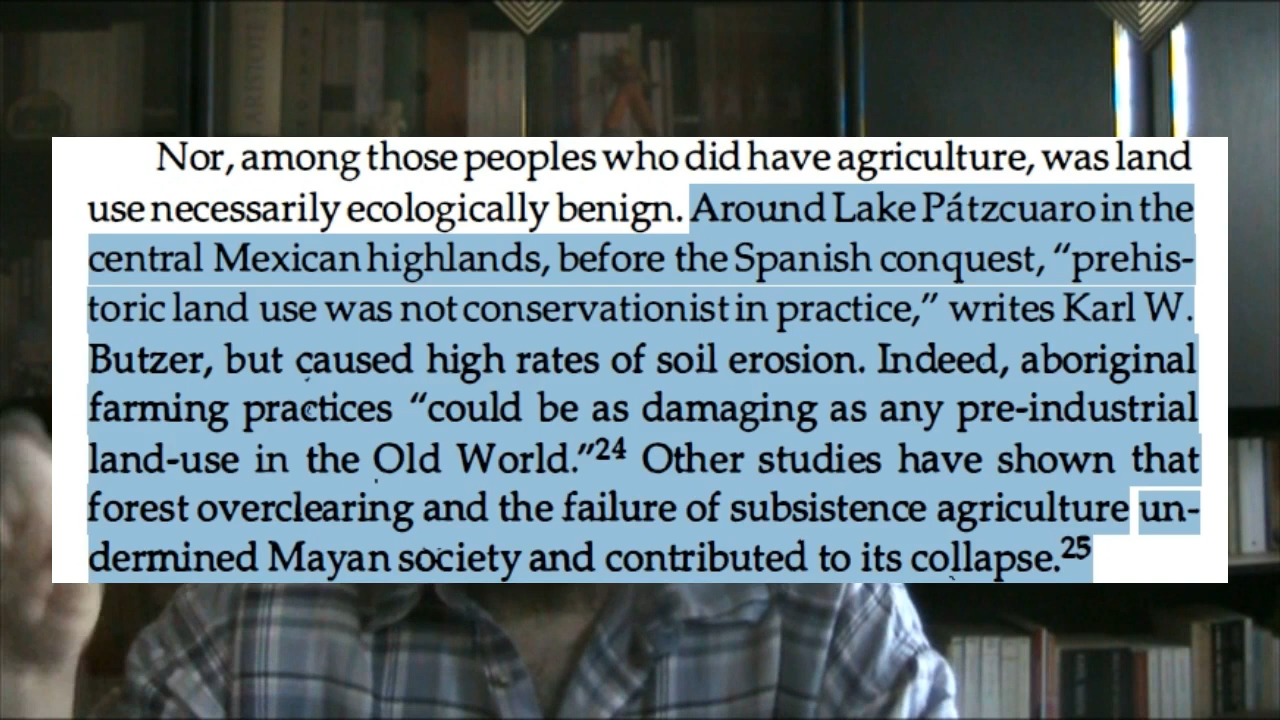 Nor, among those peoples who did have agriculture, was land
use necessarily ecologically benign. Around Lake Pátzcuaro in the
central Mexican highlands, before the Spanish conquest, “prehis-
toric land use was not conservationist in practice,” writes Karl W.
Butzer, but caused high rates of soil erosion. Indeed, aboriginal
farming practices “could be as damaging as any pre-industrial
land-use in the Old World.”24 Other studies have shown that
forest overclearing and the failure of subsistence agriculture un-
dermined Mayan society and contributed to its collapse.25